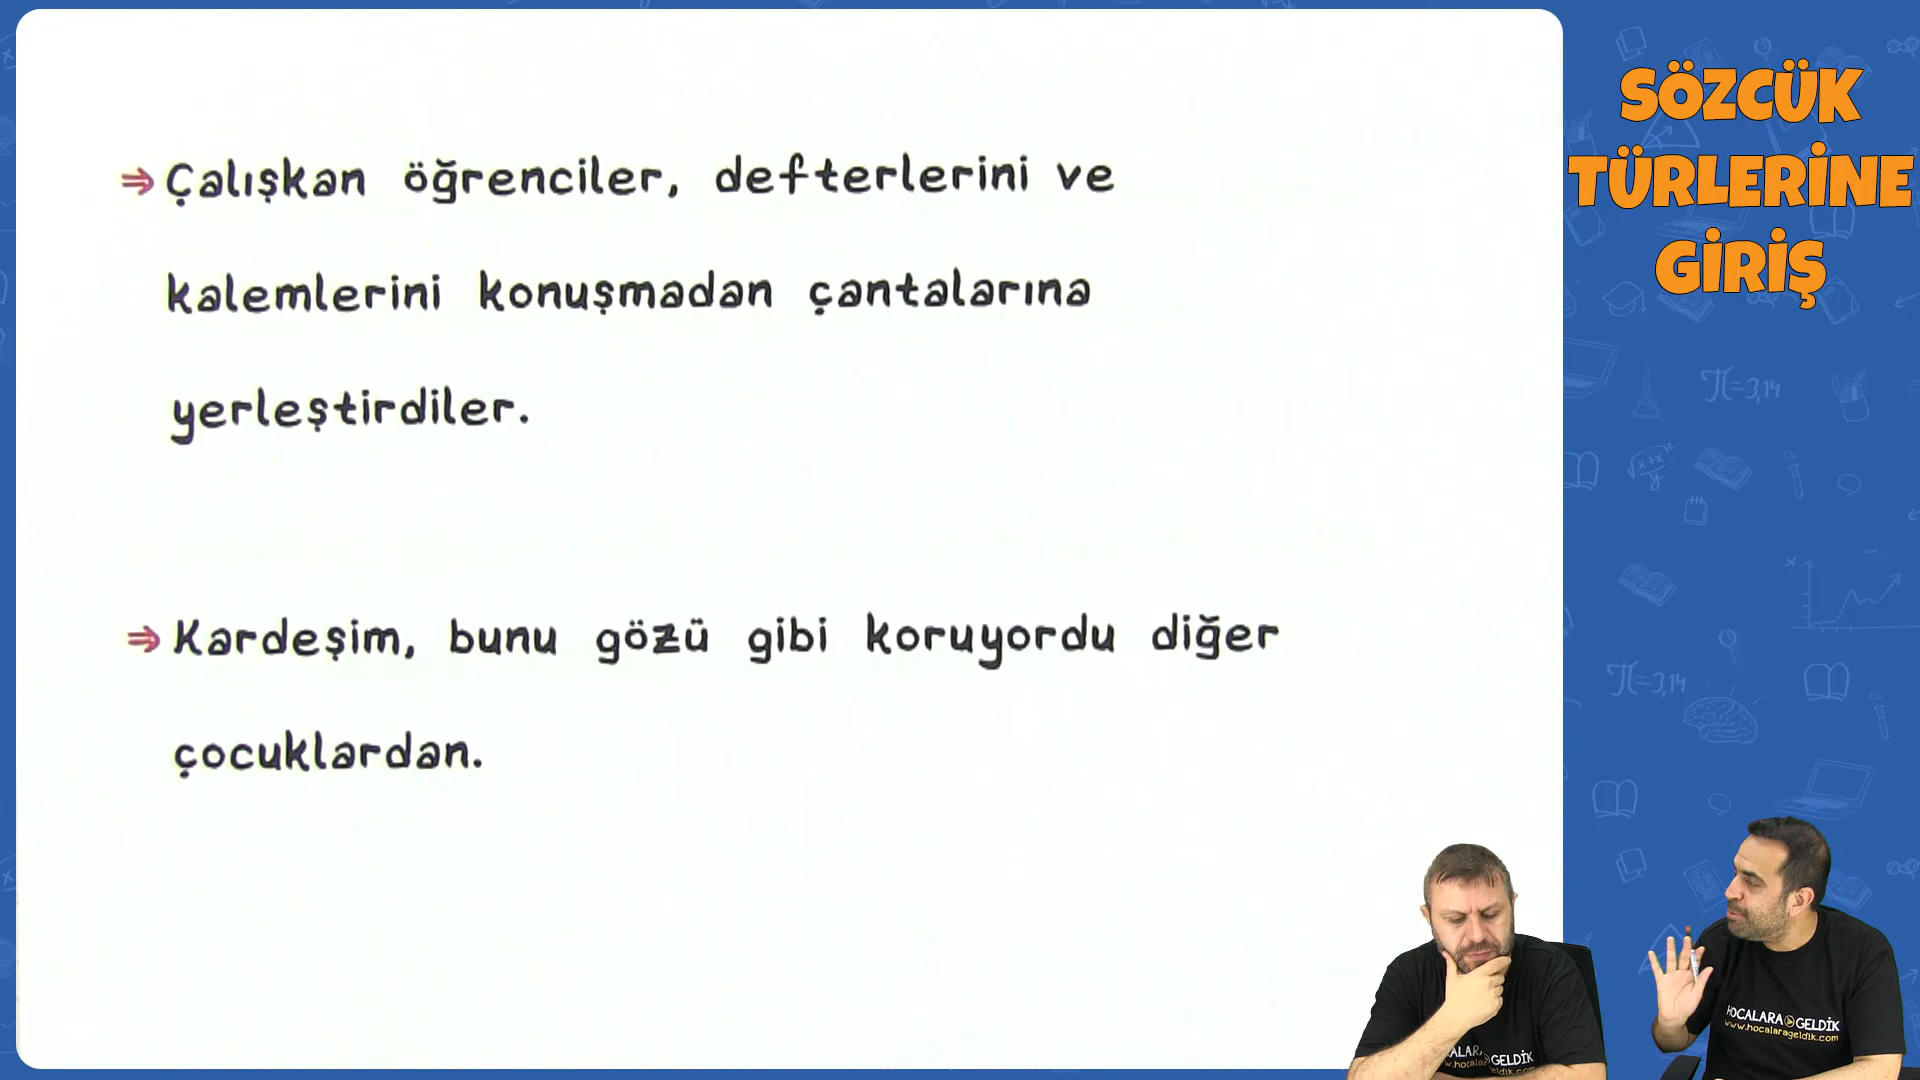 ⇒ Çalışkan öğrenciler, defterlerini ve
kalemlerini konuşmadan çantalarına
yerleştirdiler.
⇒ Kardeşim, bunu gözü gibi koruyordu diğer
çocuklardan.
SÖZCÜK
TÜRLERİNE
GİRİŞ
π=3,14
π=3,14
HOCALARA GELDİK
www.hocalarageldik.com
GELDİK